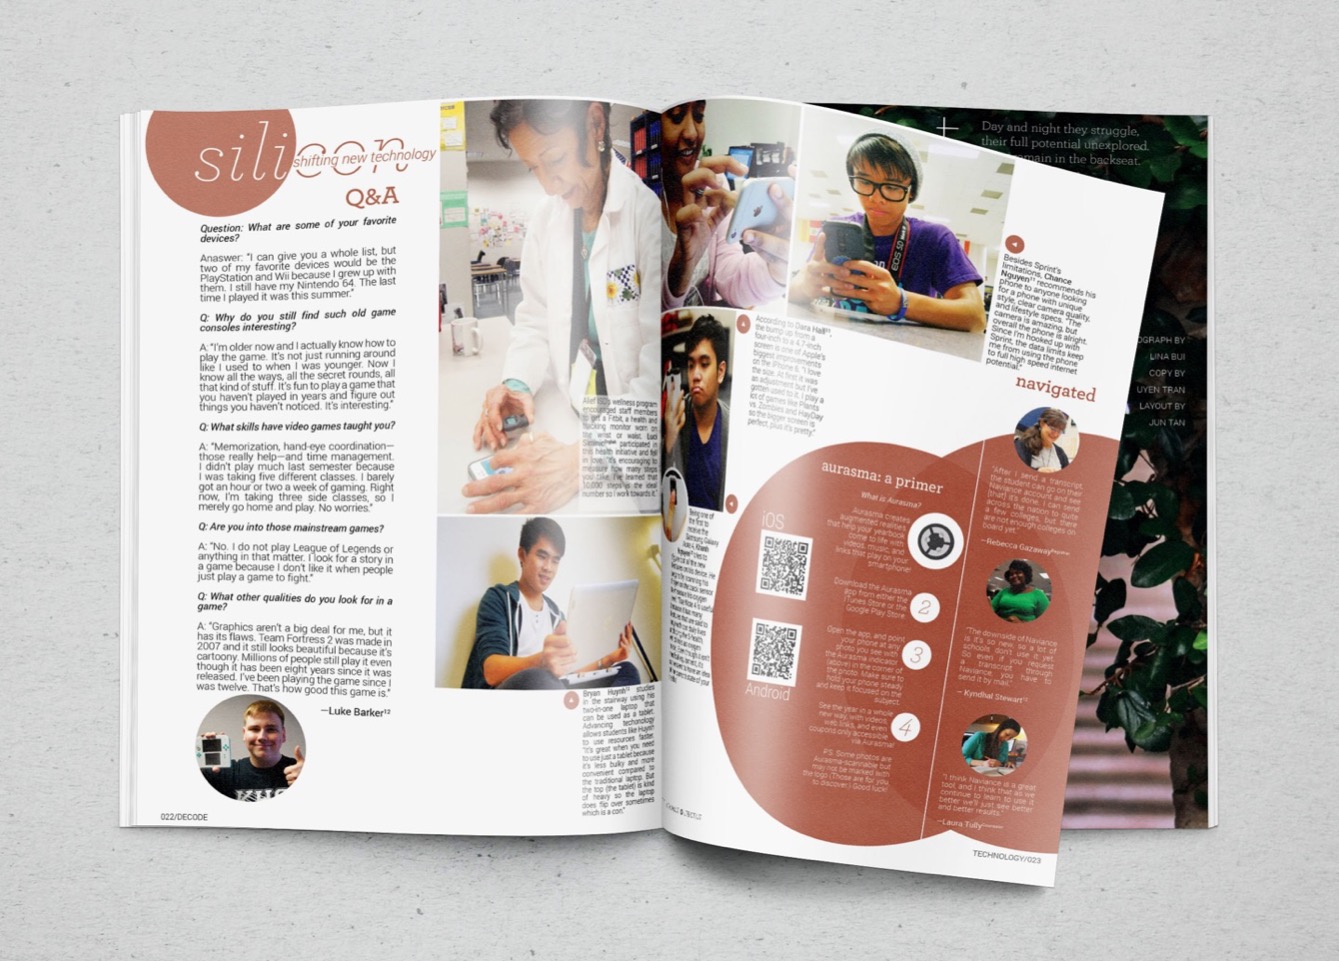 silicon
shifting new technology
Q&A
Question: What are some of your favorite
devices?
Anaswer: "I can give you a whole list, but
two of my favorite devices would be the
PlayStation and Wii because I grew up with
them. I still have my Nintendo 64. The last
time I played it was this summer."
Q: Why do you still find such old game
consoles interesting?
A: "I'm older now and I actually know how to
play the game. It's not just running around
like I used to when I was younger. Now I
know all the ways, all the secret rounds, all
that kind of stuff. It's fun to play a game that
you haven't played in years and figure out
things you haven't noticed. It's interesting."
Q: What skills have video games taught you?
A: "Memorization, hand-eye coordination—
those really help—and time management.
I didn't play much last semester because
I was taking five different classes. I barely
got an hour or two a week of gaming. Right
now, I'm taking three side classes, so I
merely go home and play. No worries."
Q: Are you into those mainstream games?
A: "No. I do not play League of Legends or
anything in that matter. I look for a story in
a game because I don't like it when people
just play a game to fight."
Q: What other qualities do you look for in a
game?
A: "Graphics aren't a big deal for me, but it
has its flaws. Team Fortress 2 was made in
2007 and it still looks beautiful because it's
cartoony. Millions of people still play it even
though it has been eight years since it was
released. I've been playing the game since I
was twelve. That's how good this game is."
—Luke Barker¹²
022/DECODE
wellness program
encouraged staff members
to get a Fitbit, a health and
tracking monitor worn on
the wrist or waist.
participated in
this health initiative and fell
in love. "It's encouraging to
measure how many steps
you take. I've learned that
10,000 steps is the ideal
number so I work towards it."
Bryan Huynh¹¹ studies
in the stairway using his
two-in-one laptop that
can be used as a tablet.
Advancing technology
allows students like Huynh
to use resources faster.
"It's great when you need
to use just a tablet because
it's less bulky and more
convenient compared to
the traditional laptop. But
the top (the tablet) is kind
of heavy so the laptop
does flip over sometimes
which is a con."
According to Dana Hall
the bump-up from a
four-inch to a 4.7-inch
screen is one of Apple's
biggest improvements
on the iPhone 6. "I love
the size. At first it was
an adjustment but I've
gotten used to it. I play a
lot of games like Plants
vs. Zombies and HayDay
so the bigger screen is
perfect, plus it's pretty."
Being one of
the first to
receive the
Samsung Galaxy
EOS 5D
Besides Sprint's
limitations, Chance
Nguyen¹¹ recommends his
phone to anyone looking
for a phone with unique
style, clear camera quality,
and lifestyle specs. "The
camera is amazing, but
overall the phone is alright.
Since I'm hooked up with
Sprint, the data limits keep
me from using the phone
to full high speed internet
potential."
navigated
"After I send a transcript,
the student can go on their
Naviance account and see
[that] it's done. I can send
across the nation to quite
a few colleges, but there
are not enough colleges on
board yet."
—Rebecca Gazaway
"The downside of Naviance
is it's so new, so a lot of
schools don't use it yet.
So even if you request
a transcript through
Naviance, you have to
send it by mail."
—Kyndhal Stewart¹²
"I think Naviance is a great
tool, and I think that as we
continue to learn to use it
better we'll just see better
and better results."
—Laura Tully
aurasma: a primer
What is Aurasma?
Aurasma creates
augmented realities
that help your yearbook
come to life with
videos, music, and
links that play on your
smartphone!
iOS
Download the Aurasma
app from either the
iTunes Store or the
Google Play Store
2
Open the app, and point
your phone at any
photo you see with
the Aurasma indicator
(above) in the corner of
the photo. Make sure to
hold your phone steady
and keep it focused on the
subject.
3
Android
See the year in a whole
new way, with videos,
web links, and even
coupons only accessible
via Aurasma!
4
PS: Some photos are
Aurasma-scannable but
may not be marked with
the logo (Those are for you
to discover!) Good luck!
TECHNOLOGY/023
Day and night they struggle,
their full potential unexplored.
main in the backseat.
OGRAPH BY
LINA BUI
COPY BY
UYEN TRAN
LAYOUT BY
JUN TAN